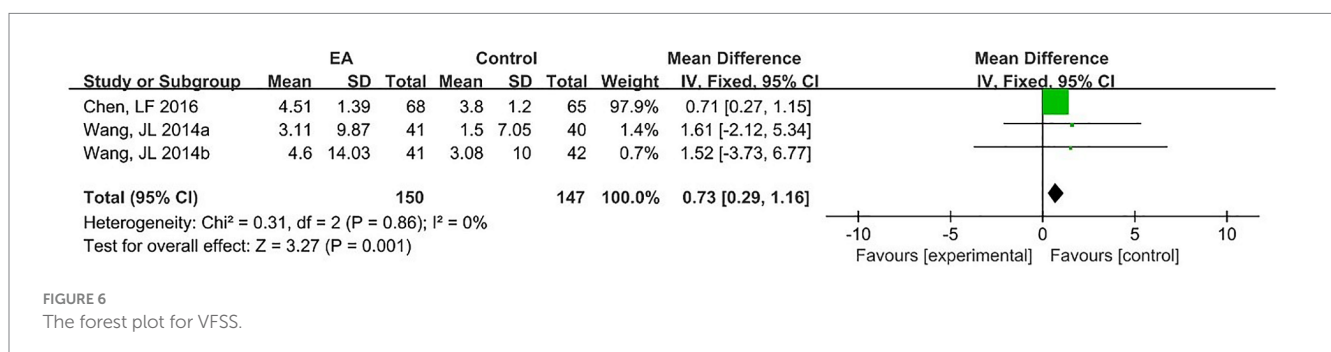 EA Control Mean Difference Mean Difference
Study or Subgroup Mean SD Total Mean SD Total Weight IV, Fixed, 95% CI IV, Fixed, 95% CI
Chen, LF 2016 4.51 1.39 68 3.8 1.2 65 97.9% 0.71 [0.27, 1.15]
Wang, JL 2014a 3.11 9.87 41 1.5 7.05 40 1.4% 1.61 [-2.12, 5.34]
Wang, JL 2014b 4.6 14.03 41 3.08 10 42 0.7% 1.52 [-3.73, 6.77]
Total (95% CI) 150 147 100.0% 0.73 [0.29, 1.16]
Heterogeneity: Chi² = 0.31, df = 2 (P = 0.86); I² = 0%
Test for overall effect: Z = 3.27 (P = 0.001)
-10 -5 0 5 10
Favours [experimental] Favours [control]
FIGURE 6
The forest plot for VFSS.